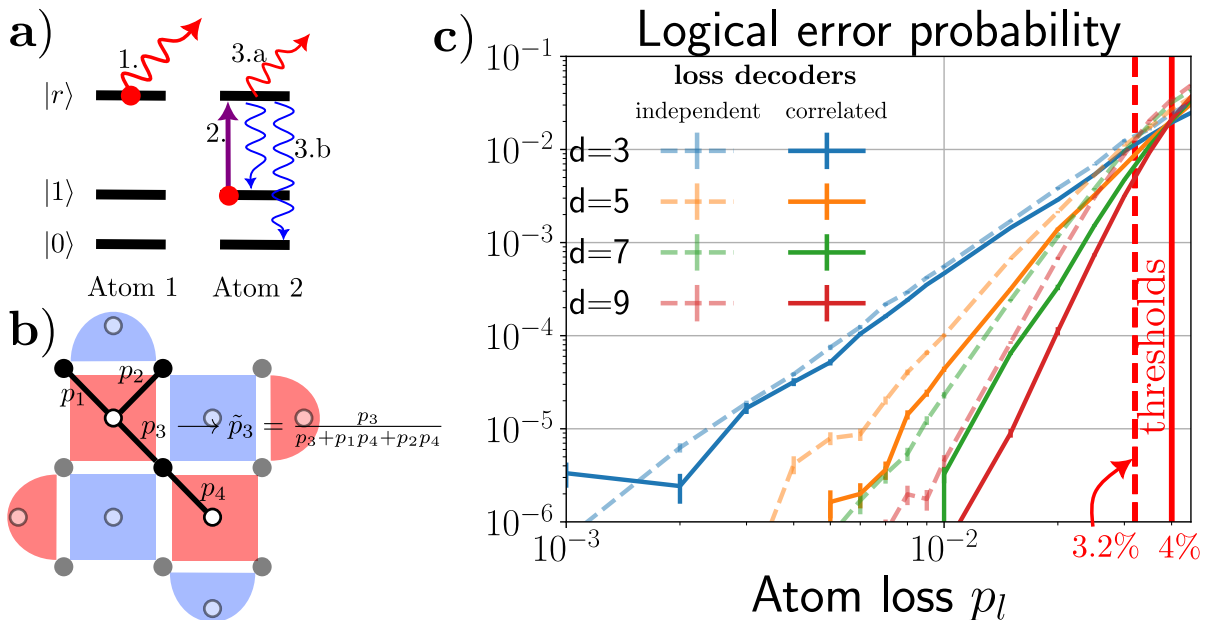 a)
1.
3.a
|r⟩
2.
3.b
|1⟩
|0⟩
Atom 1
Atom 2
b)
p₁
p₂
p₃ → p̃₃ = p₃ / (p₃+p₁p₄+p₂p₄)
p₄
c)
Logical error probability
loss decoders
independent
correlated
d=3
d=5
d=7
d=9
10⁻¹
10⁻²
10⁻³
10⁻⁴
10⁻⁵
10⁻⁶
10⁻³
10⁻²
thresholds
3.2%
4%
Atom loss pₗ